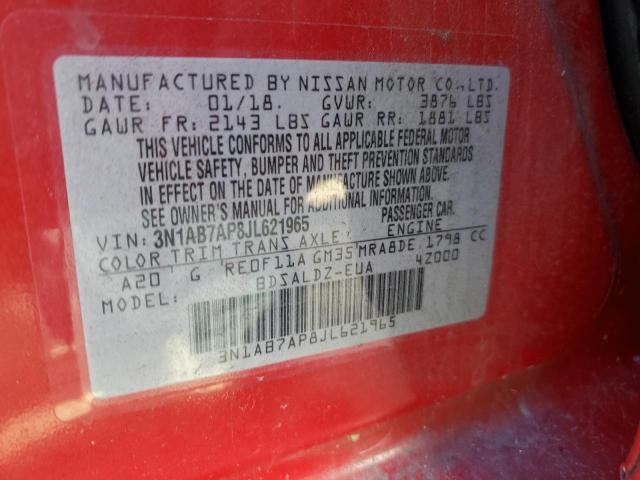 MANUFACTURED BY NISSAN MOTOR CO.,LTD.
DATE: 01/18. GVWR: 3876 LBS
GAWR FR: 2143 LBS GAWR RR: 1881 LBS
THIS VEHICLE CONFORMS TO ALL APPLICABLE FEDERAL MOTOR
VEHICLE SAFETY, BUMPER AND THEFT PREVENTION STANDARDS
IN EFFECT ON THE DATE OF MANUFACTURE SHOWN ABOVE.
SEE OWNER'S MANUAL FOR ADDITIONAL INFORMATION.
VIN: 3N1AB7AP8JL621965 PASSENGER CAR.
COLOR TRIM TRANS AXLE ENGINE
A20 G RE0F11A GM35 MRA8DE 1798 CC
MODEL: BDSALDZ-EUA 42000
3N1AB7AP8JL621965